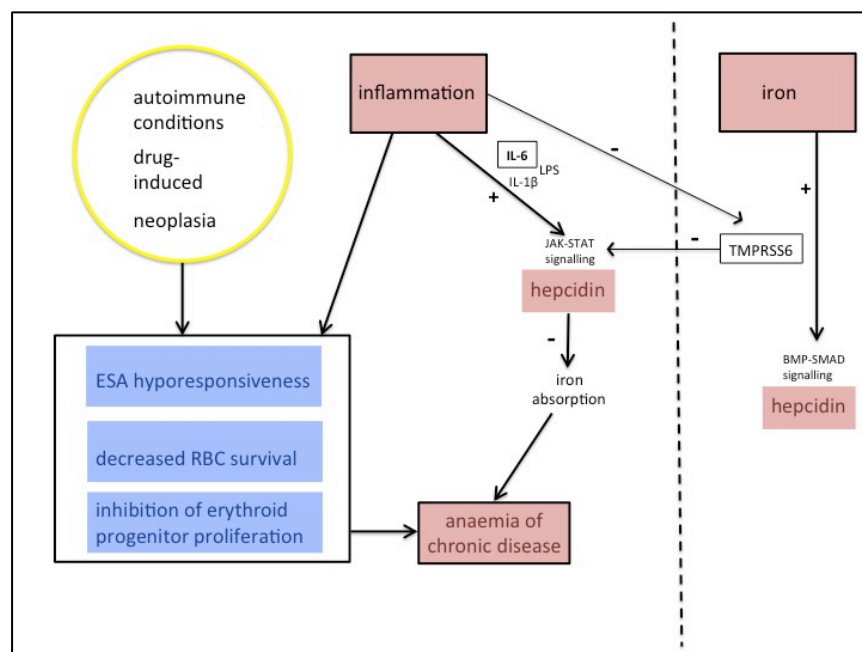 autoimmune
conditions
drug-
induced
neoplasia
inflammation
iron
IL-6
LPS
IL-1β
+
-
+
JAK-STAT
signalling
-
TMPRSS6
hepcidin
-
iron
absorption
BMP-SMAD
signalling
hepcidin
ESA hyporesponsiveness
decreased RBC survival
inhibition of erythroid
progenitor proliferation
anaemia of
chronic disease